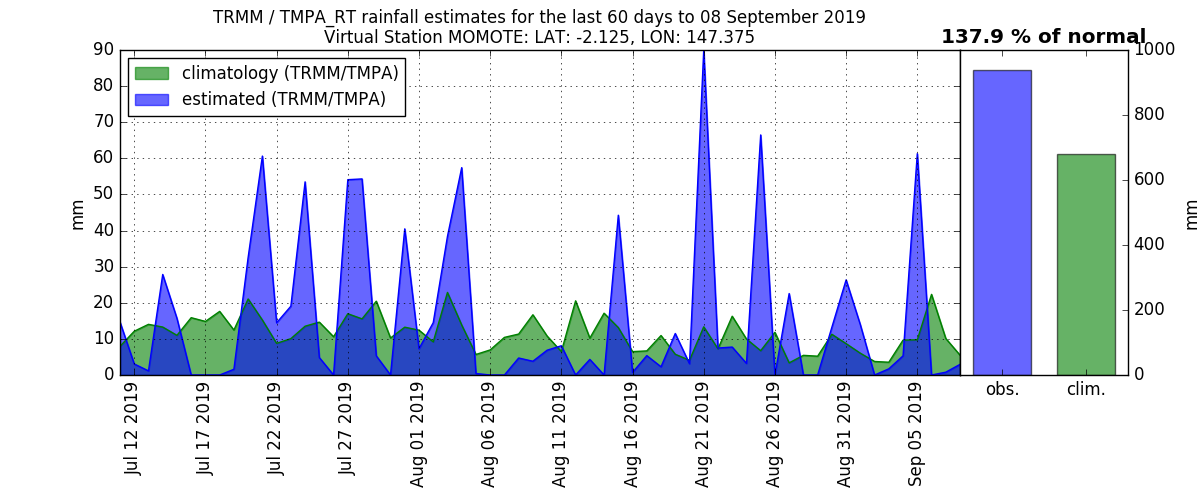 TRMM / TMPA_RT rainfall estimates for the last 60 days to 08 September 2019
Virtual Station MOMOTE: LAT: -2.125, LON: 147.375
137.9 % of normal
climatology (TRMM/TMPA)
estimated (TRMM/TMPA)
mm
90
80
70
60
50
40
30
20
10
0
Jul 12 2019
Jul 17 2019
Jul 22 2019
Jul 27 2019
Aug 01 2019
Aug 06 2019
Aug 11 2019
Aug 16 2019
Aug 21 2019
Aug 26 2019
Aug 31 2019
Sep 05 2019
obs.
clim.
1000
800
600
400
200
0
mm